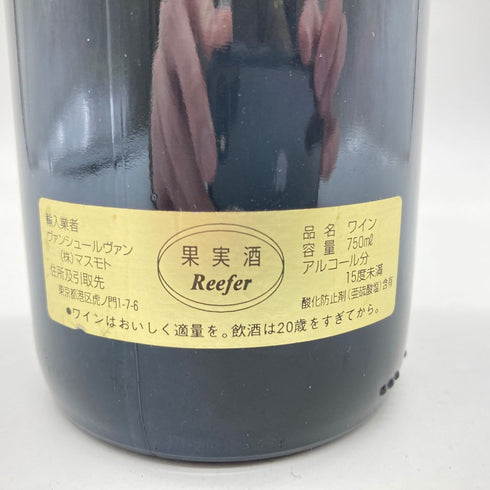 輸入業者
ヴァンシュールヴァン
(株)マスモト
住所及引取先
東京都港区虎ノ門1-7-6
果実酒
Reefer
品名 ワイン
容量 750mℓ
アルコール分
15度未満
酸化防止剤(亜硫酸塩)含有
●ワインはおいしく適量を。飲酒は20歳をすぎてから。